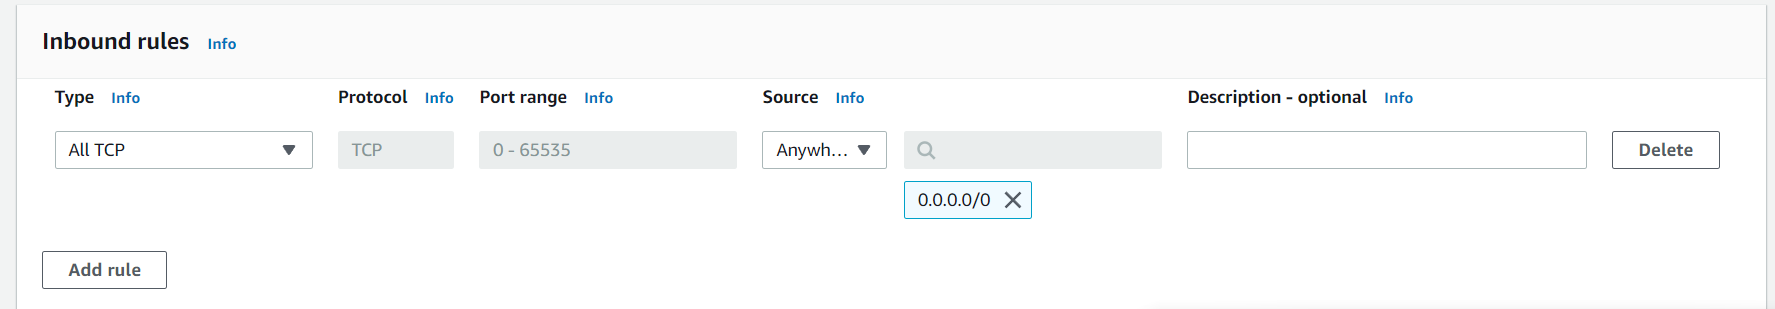 Inbound rules Info
Type Info Protocol Info Port range Info Source Info Description - optional Info
All TCP TCP 0 - 65535 Anywh... Delete
0.0.0.0/0
Add rule